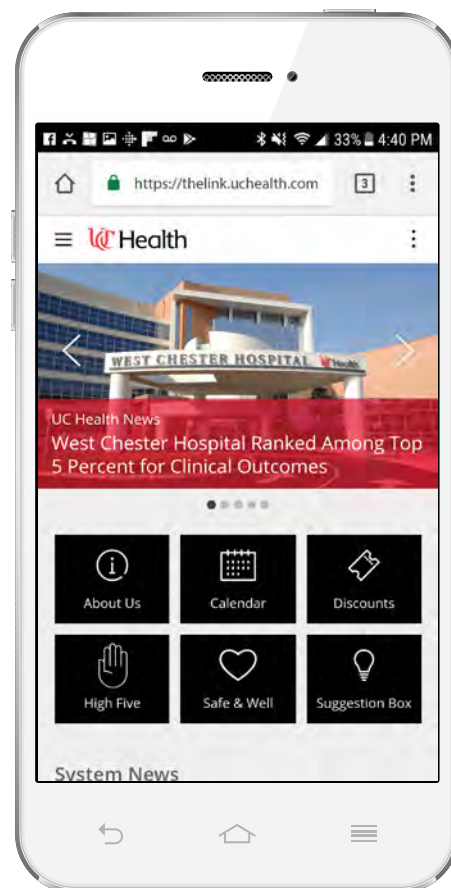 33% 4:40 PM
https://thelink.uchealth.com 3
UC Health
WEST CHESTER HOSPITAL UC Health
UC Health News
West Chester Hospital Ranked Among Top
5 Percent for Clinical Outcomes
About Us Calendar Discounts
High Five Safe & Well Suggestion Box
System News